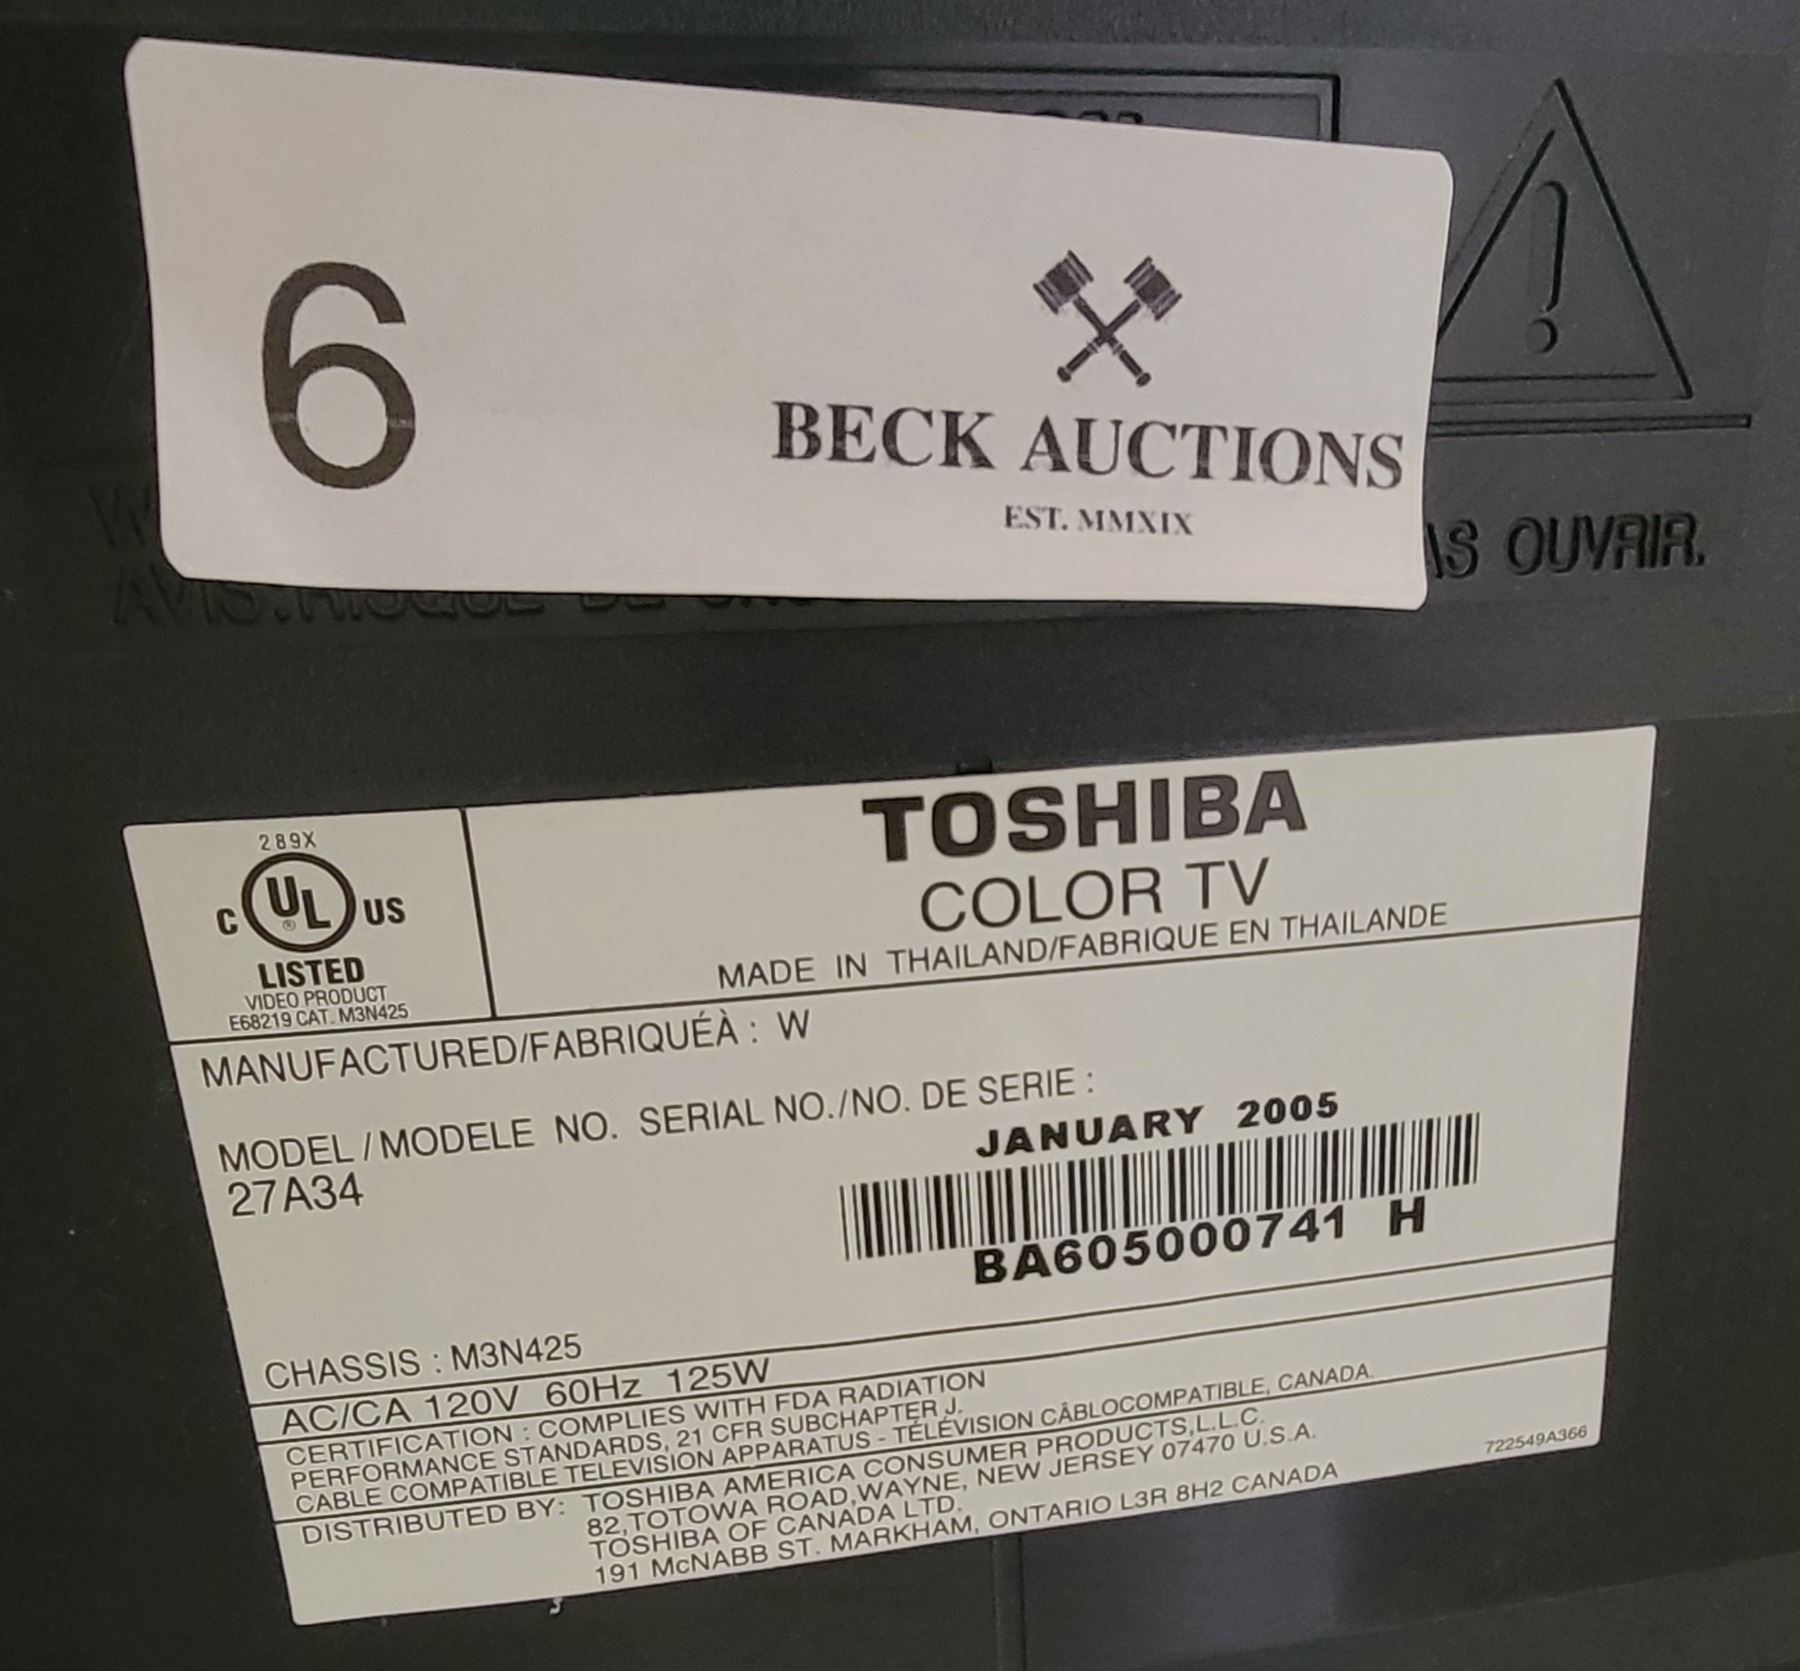 6
BECK AUCTIONS
EST. MMXIX
AS OUVRIR.
289X
C UL® US
LISTED
VIDEO PRODUCT
E68219 CAT. M3N425
TOSHIBA
COLOR TV
MADE IN THAILAND/FABRIQUE EN THAILANDE
MANUFACTURED/FABRIQUÉÀ : W
MODEL / MODELE NO. SERIAL NO./NO. DE SERIE :
27A34
JANUARY 2005
BA605000741 H
CHASSIS : M3N425
AC/CA 120V 60Hz 125W
CERTIFICATION : COMPLIES WITH FDA RADIATION
PERFORMANCE STANDARDS, 21 CFR SUBCHAPTER J.
CABLE COMPATIBLE TELEVISION APPARATUS - TÉLÉVISION CÂBLOCOMPATIBLE, CANADA.
DISTRIBUTED BY: TOSHIBA AMERICA CONSUMER PRODUCTS,L.L.C.
82,TOTOWA ROAD,WAYNE, NEW JERSEY 07470 U.S.A.
TOSHIBA OF CANADA LTD.
191 McNABB ST. MARKHAM, ONTARIO L3R 8H2 CANADA
722549A366